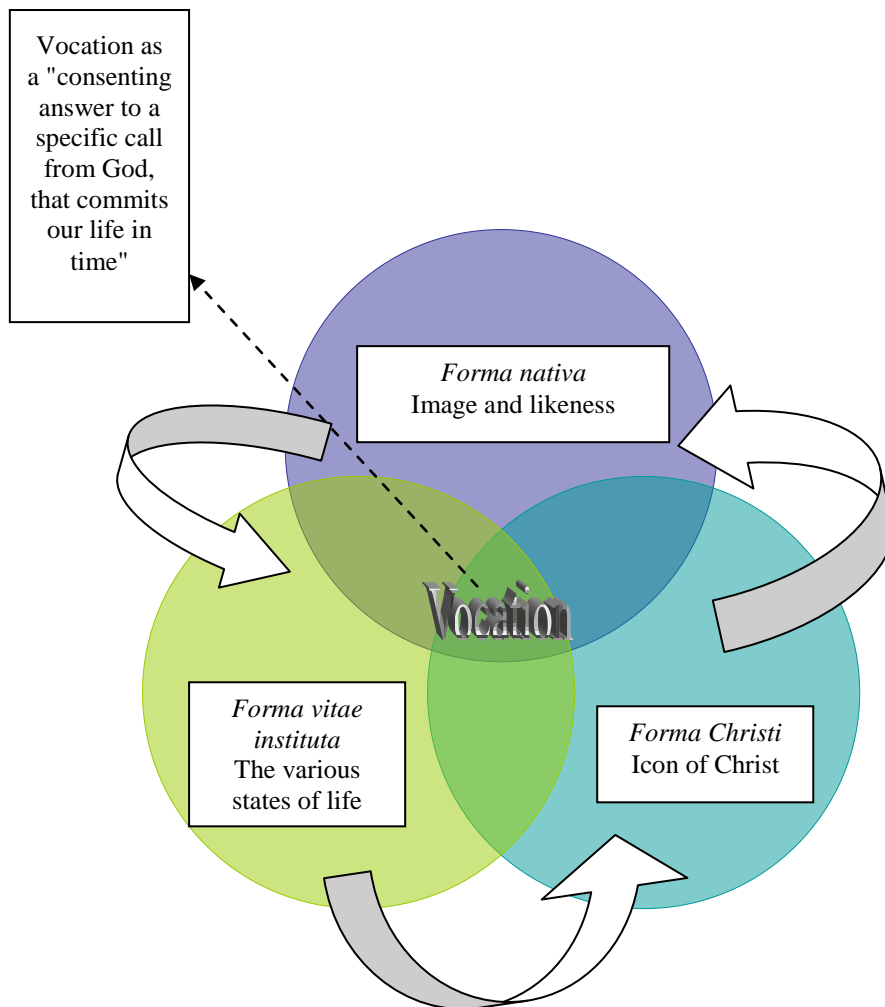 Vocation as
a "consenting
answer to a
specific call
from God,
that commits
our life in
time"
Forma nativa
Image and likeness
Vocation
Forma vitae
instituta
The various
states of life
Forma Christi
Icon of Christ